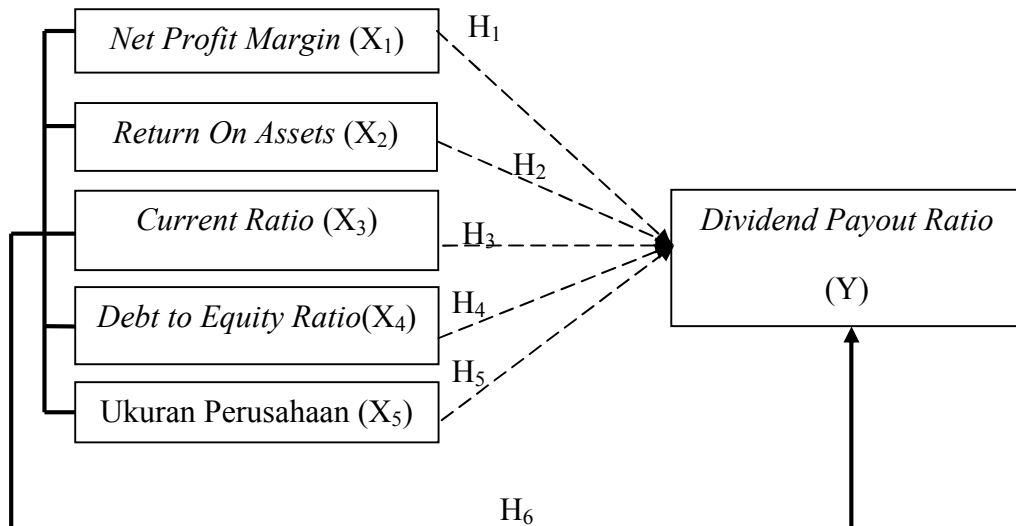 Net Profit Margin (X₁)
H₁
Return On Assets (X₂)
H₂
Current Ratio (X₃)
H₃
Dividend Payout Ratio
(Y)
Debt to Equity Ratio(X₄)
H₄
Ukuran Perusahaan (X₅)
H₅
H₆